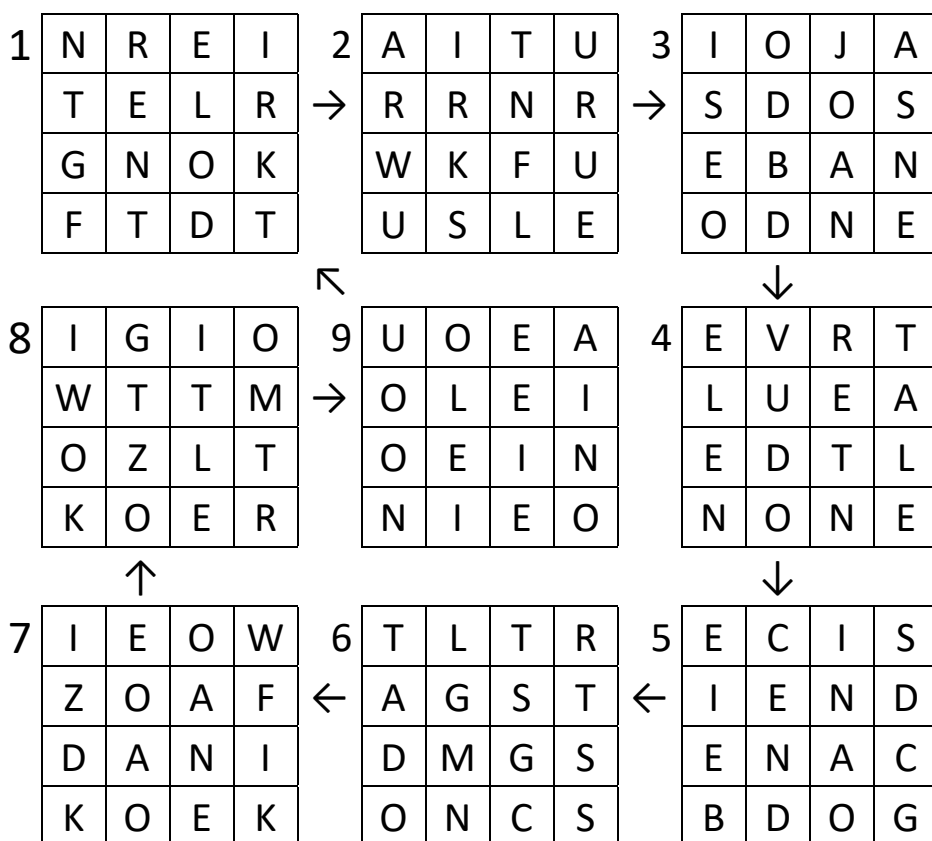 1 N R E I 2 A I T U 3 I O J A
T E L R → R R N R → S D O S
G N O K W K F U E B A N
F T D T U S L E O D N E
↖ ↓
8 I G I O 9 U O E A 4 E V R T
W T T M → O L E I L U E A
O Z L T O E I N E D T L
K O E R N I E O N O N E
↑ ↓
7 I E O W 6 T L T R 5 E C I S
Z O A F ← A G S T ← I E N D
D A N I D M G S E N A C
K O E K O N C S B D O G